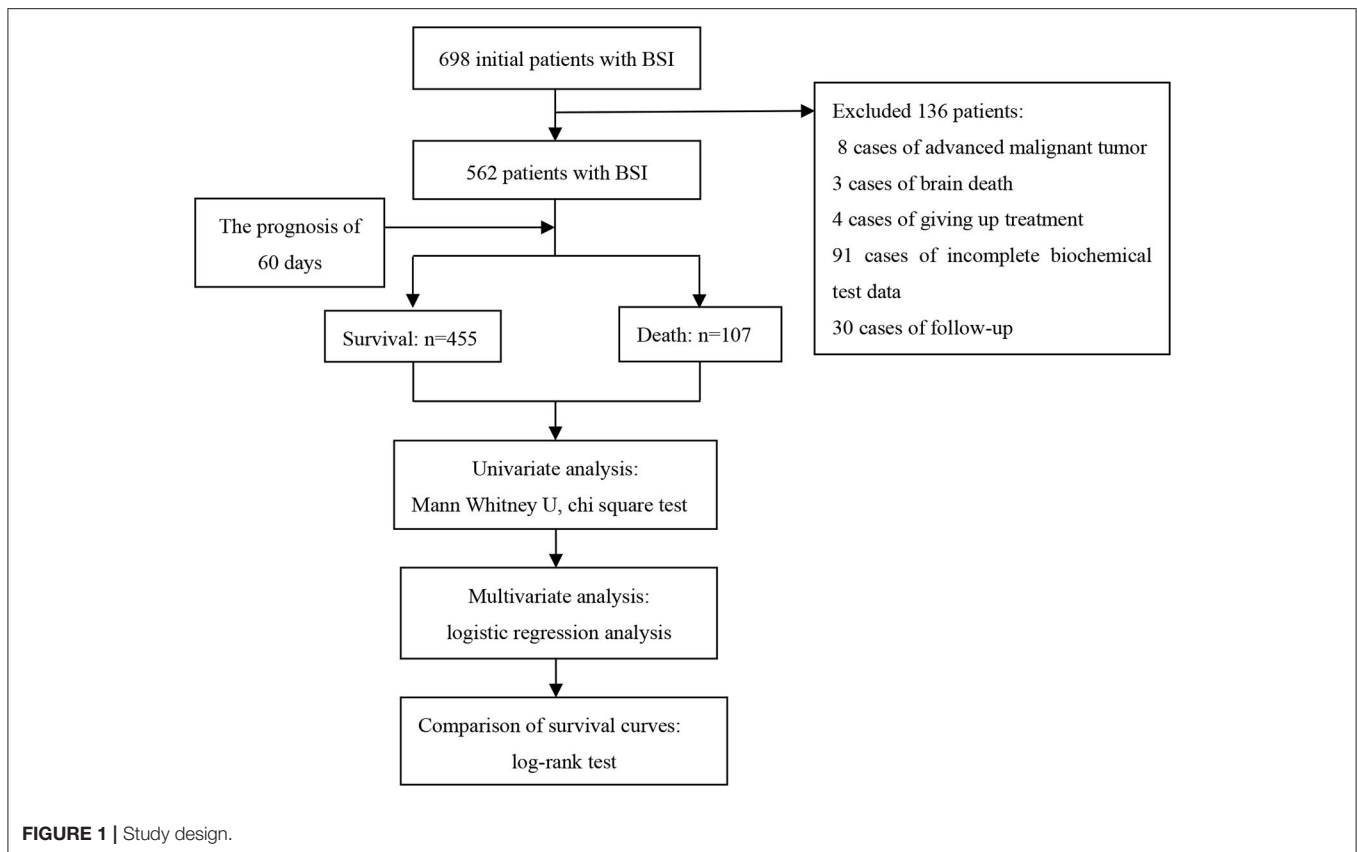 698 initial patients with BSI
Excluded 136 patients:
8 cases of advanced malignant tumor
3 cases of brain death
4 cases of giving up treatment
91 cases of incomplete biochemical
test data
30 cases of follow-up
562 patients with BSI
The prognosis of
60 days
Survival: n=455
Death: n=107
Univariate analysis:
Mann Whitney U, chi square test
Multivariate analysis:
logistic regression analysis
Comparison of survival curves:
log-rank test
FIGURE 1 | Study design.